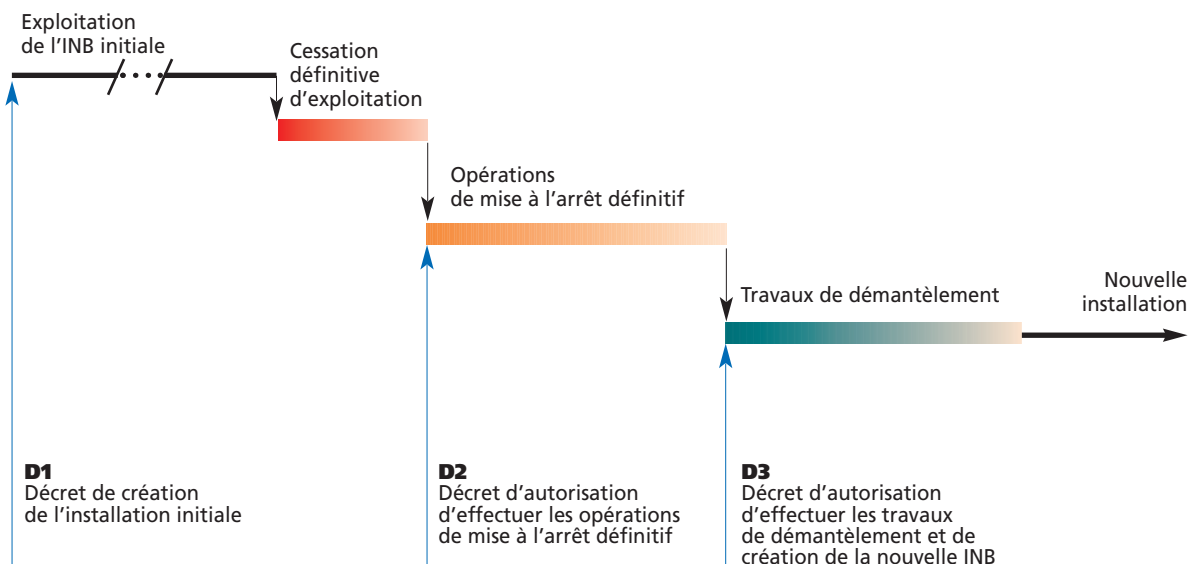 Exploitation
de l’INB initiale
Cessation
définitive
d’exploitation
Opérations
de mise à l’arrêt définitif
Travaux de démantèlement
Nouvelle
installation
D1
Décret de création
de l’installation initiale
D2
Décret d’autorisation
d’effectuer les opérations
de mise à l’arrêt définitif
D3
Décret d’autorisation
d’effectuer les travaux
de démantèlement et de
création de la nouvelle INB